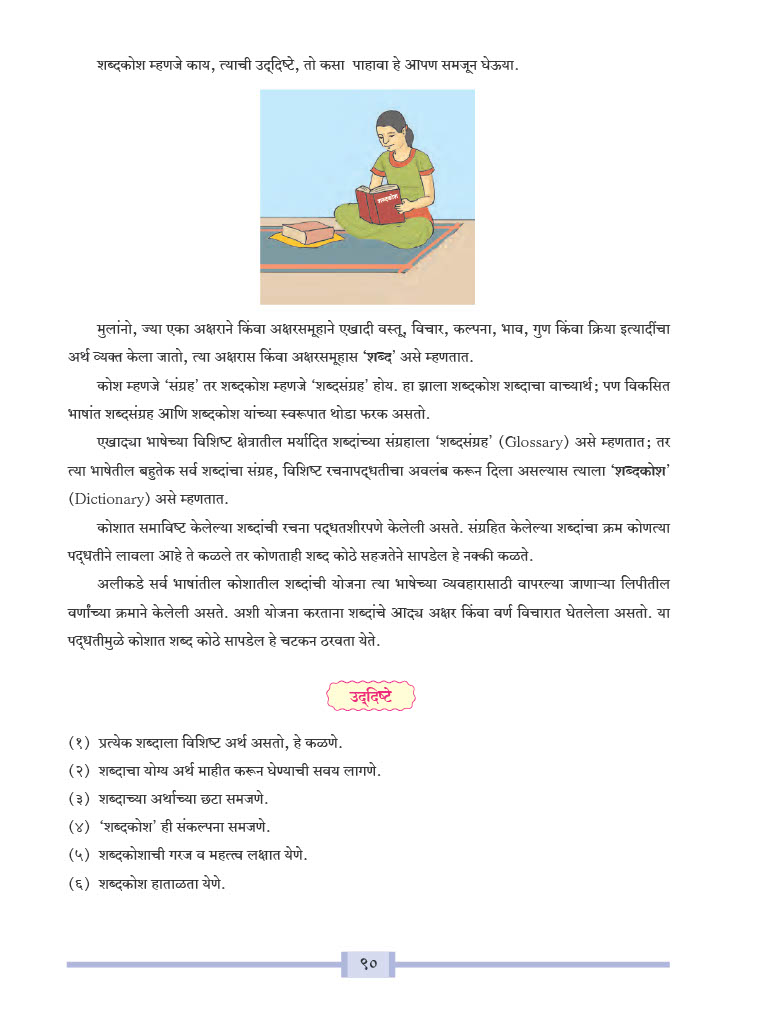 शब्दकोश म्हणजे काय, त्याची उद्‌दिष्टे, तो कसा पाहावा हे आपण समजून घेऊया.
शब्दकोश
मुलांनो, ज्या एका अक्षराने किंवा अक्षरसमूहाने एखादी वस्तू, विचार, कल्पना, भाव, गुण किंवा क्रिया इत्यादींचा
अर्थ व्यक्त केला जातो, त्या अक्षरास किंवा अक्षरसमूहास ‘शब्द’ असे म्हणतात.
कोश म्हणजे ‘संग्रह’ तर शब्दकोश म्हणजे ‘शब्दसंग्रह’ होय. हा झाला शब्दकोश शब्दाचा वाच्यार्थ; पण विकसित
भाषांत शब्दसंग्रह आणि शब्दकोश यांच्या स्वरूपात थोडा फरक असतो.
एखाद्या भाषेच्या विशिष्ट क्षेत्रातील मर्यादित शब्दांच्या संग्रहाला ‘शब्दसंग्रह’ (Glossary) असे म्हणतात; तर
त्या भाषेतील बहुतेक सर्व शब्दांचा संग्रह, विशिष्ट रचनापद्धतीचा अवलंब करून दिला असल्यास त्याला ‘शब्दकोश’
(Dictionary) असे म्हणतात.
कोशात समाविष्ट केलेल्या शब्दांची रचना पद्धतशीरपणे केलेली असते. संग्रहित केलेल्या शब्दांचा क्रम कोणत्या
पद्धतीने लावला आहे ते कळले तर कोणताही शब्द कोठे सहजतेने सापडेल हे नक्की कळते.
अलीकडे सर्व भाषांतील कोशातील शब्दांची योजना त्या भाषेच्या व्यवहारासाठी वापरल्या जाणाऱ्या लिपीतील
वर्णांच्या क्रमाने केलेली असते. अशी योजना करताना शब्दांचे आद्य अक्षर किंवा वर्ण विचारात घेतलेला असतो. या
पद्धतीमुळे कोशात शब्द कोठे सापडेल हे चटकन ठरवता येते.
उद्‌दिष्टे
(१) प्रत्येक शब्दाला विशिष्ट अर्थ असतो, हे कळणे.
(२) शब्दाचा योग्य अर्थ माहीत करून घेण्याची सवय लागणे.
(३) शब्दाच्या अर्थाच्या छटा समजणे.
(४) ‘शब्दकोश’ ही संकल्पना समजणे.
(५) शब्दकोशाची गरज व महत्त्व लक्षात येणे.
(६) शब्दकोश हाताळता येणे.
९०